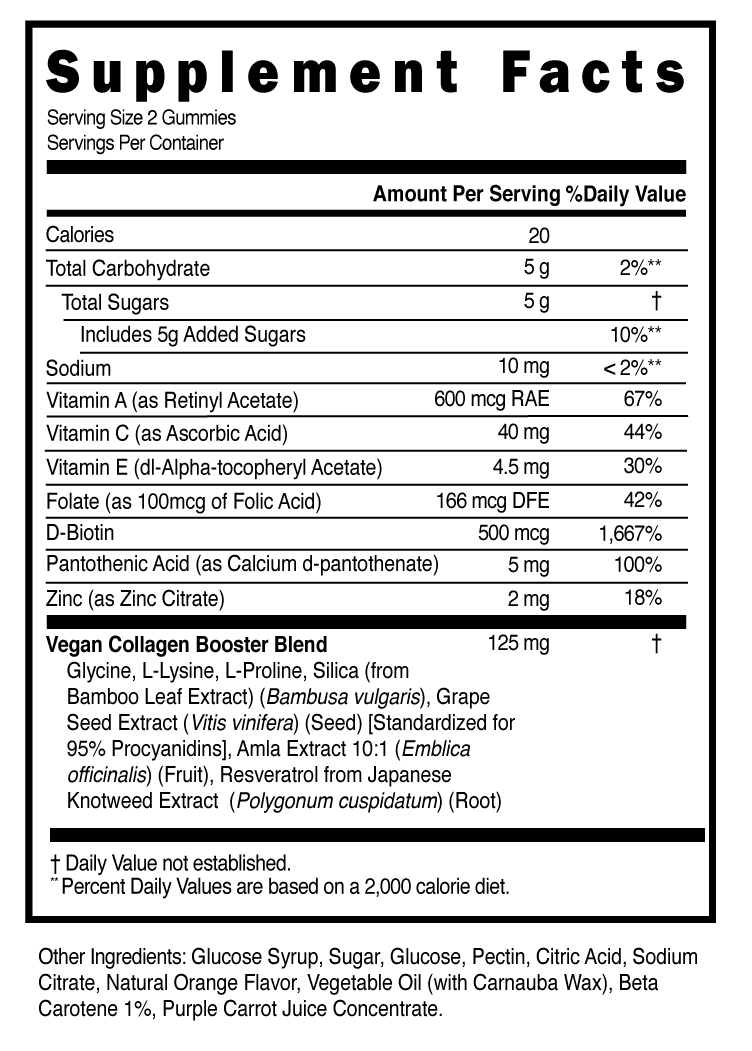 Supplement Facts
Serving Size 2 Gummies
Servings Per Container
Amount Per Serving %Daily Value
Calories 20
Total Carbohydrate 5 g 2%**
Total Sugars 5 g †
Includes 5g Added Sugars 10%**
Sodium 10 mg < 2%**
Vitamin A (as Retinyl Acetate) 600 mcg RAE 67%
Vitamin C (as Ascorbic Acid) 40 mg 44%
Vitamin E (dl-Alpha-tocopheryl Acetate) 4.5 mg 30%
Folate (as 100mcg of Folic Acid) 166 mcg DFE 42%
D-Biotin 500 mcg 1,667%
Pantothenic Acid (as Calcium d-pantothenate) 5 mg 100%
Zinc (as Zinc Citrate) 2 mg 18%
Vegan Collagen Booster Blend 125 mg †
Glycine, L-Lysine, L-Proline, Silica (from
Bamboo Leaf Extract) (Bambusa vulgaris), Grape
Seed Extract (Vitis vinifera) (Seed) [Standardized for
95% Procyanidins], Amla Extract 10:1 (Emblica
officinalis) (Fruit), Resveratrol from Japanese
Knotweed Extract (Polygonum cuspidatum) (Root)
† Daily Value not established.
** Percent Daily Values are based on a 2,000 calorie diet.
Other Ingredients: Glucose Syrup, Sugar, Glucose, Pectin, Citric Acid, Sodium
Citrate, Natural Orange Flavor, Vegetable Oil (with Carnauba Wax), Beta
Carotene 1%, Purple Carrot Juice Concentrate.